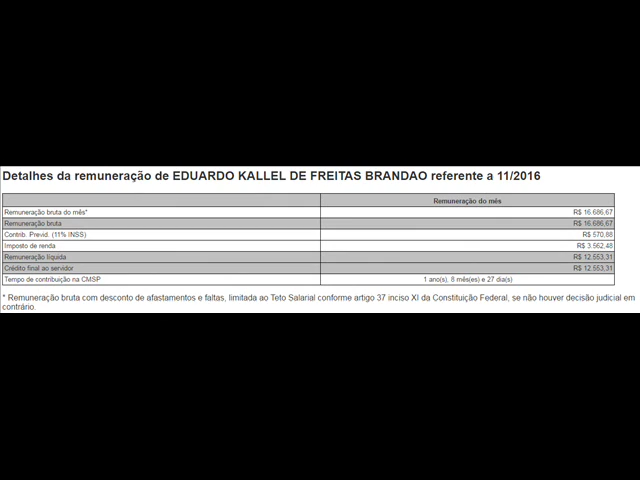 Detalhes da remuneração de EDUARDO KALLEL DE FREITAS BRANDAO referente a 11/2016
Remuneração do mês
Remuneração bruta do mês* R$ 16.686,67
Remuneração bruta R$ 16.686,67
Contrib. Previd. (11% INSS) R$ 570,88
Imposto de renda R$ 3.562,48
Remuneração líquida R$ 12.553,31
Crédito final ao servidor R$ 12.553,31
Tempo de contribuição na CMSP 1 ano(s), 8 mês(es) e 27 dia(s)
* Remuneração bruta com desconto de afastamentos e faltas, limitada ao Teto Salarial conforme artigo 37 inciso XI da Constituição Federal, se não houver decisão judicial em
contrário.